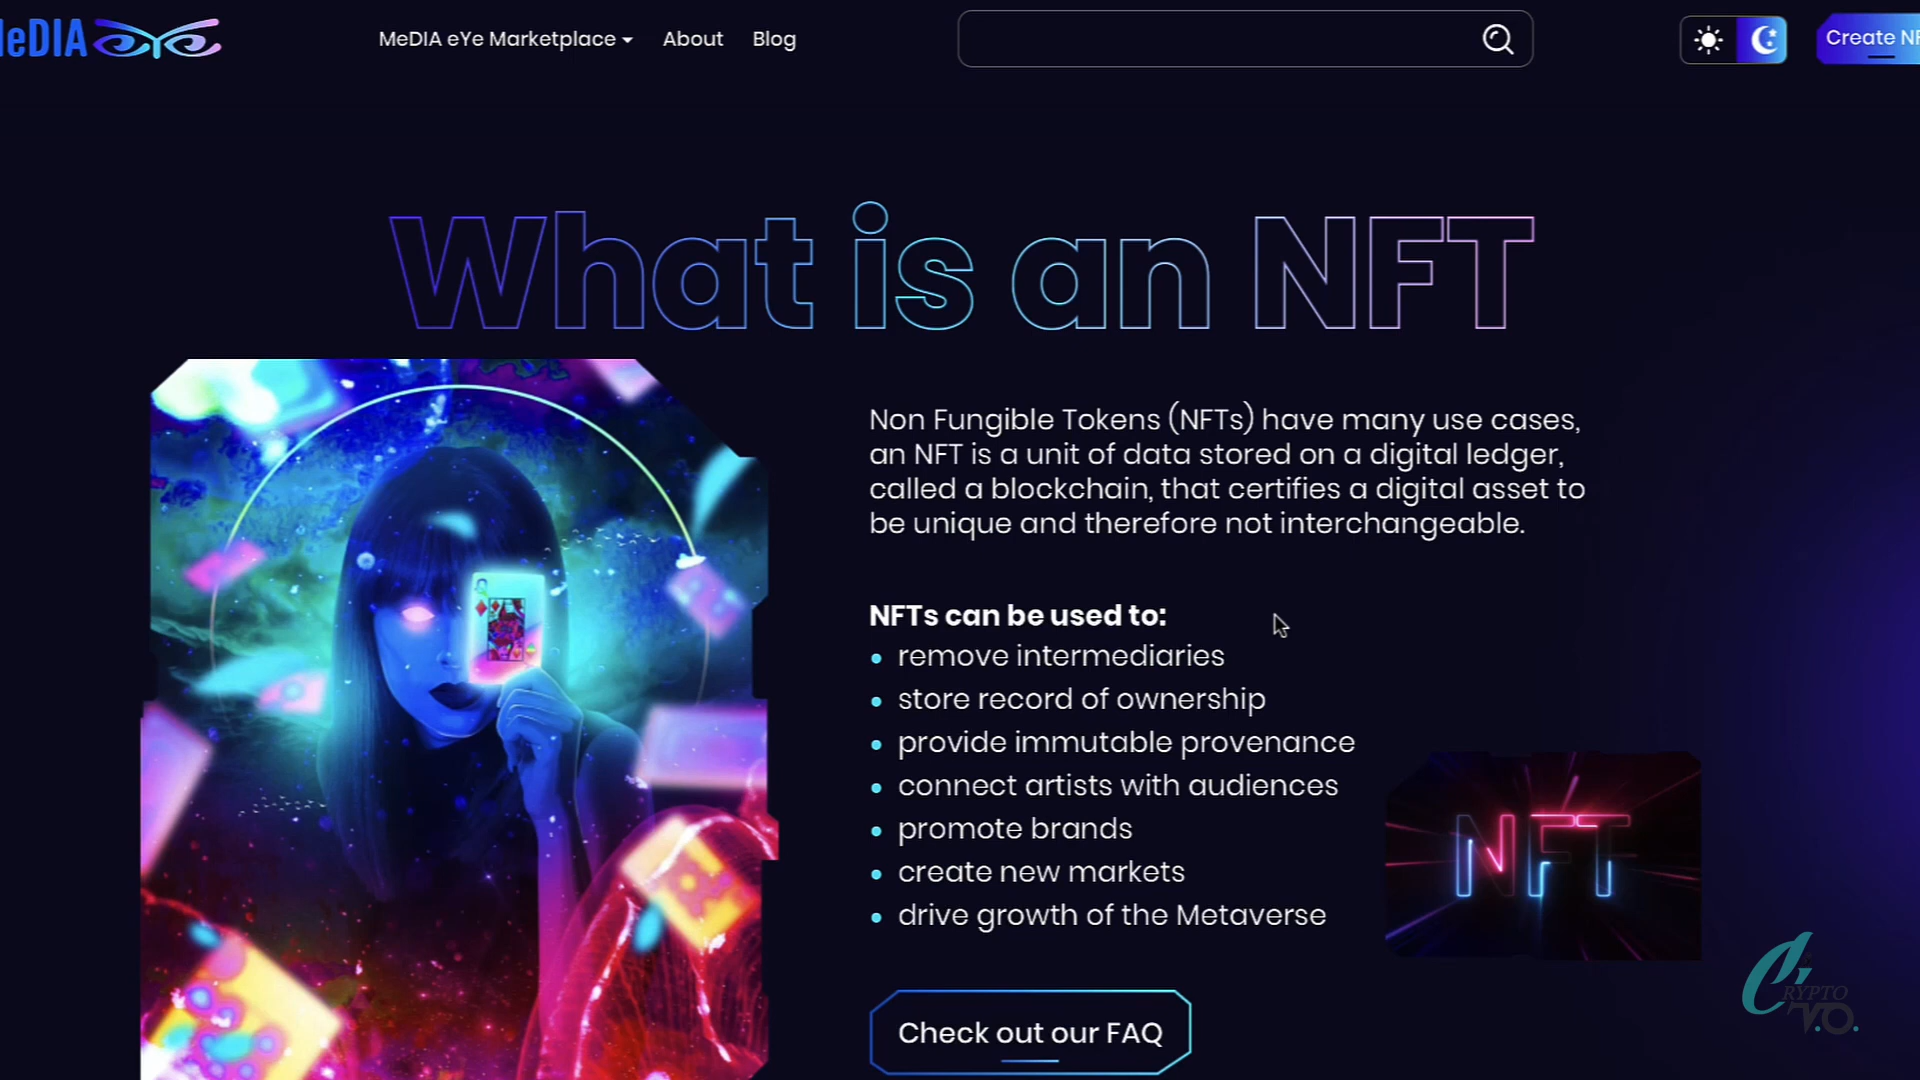 MeDIA eYe
MeDIA eYe Marketplace
About
Blog
Create
What is an NFT
Non Fungible Tokens (NFTs) have many use cases,
an NFT is a unit of data stored on a digital ledger,
called a blockchain, that certifies a digital asset to
be unique and therefore not interchangeable.
NFTs can be used to:
remove intermediaries
store record of ownership
provide immutable provenance
connect artists with audiences
promote brands
create new markets
drive growth of the Metaverse
NFT
Check out our FAQ
CRYPTO
V.O.